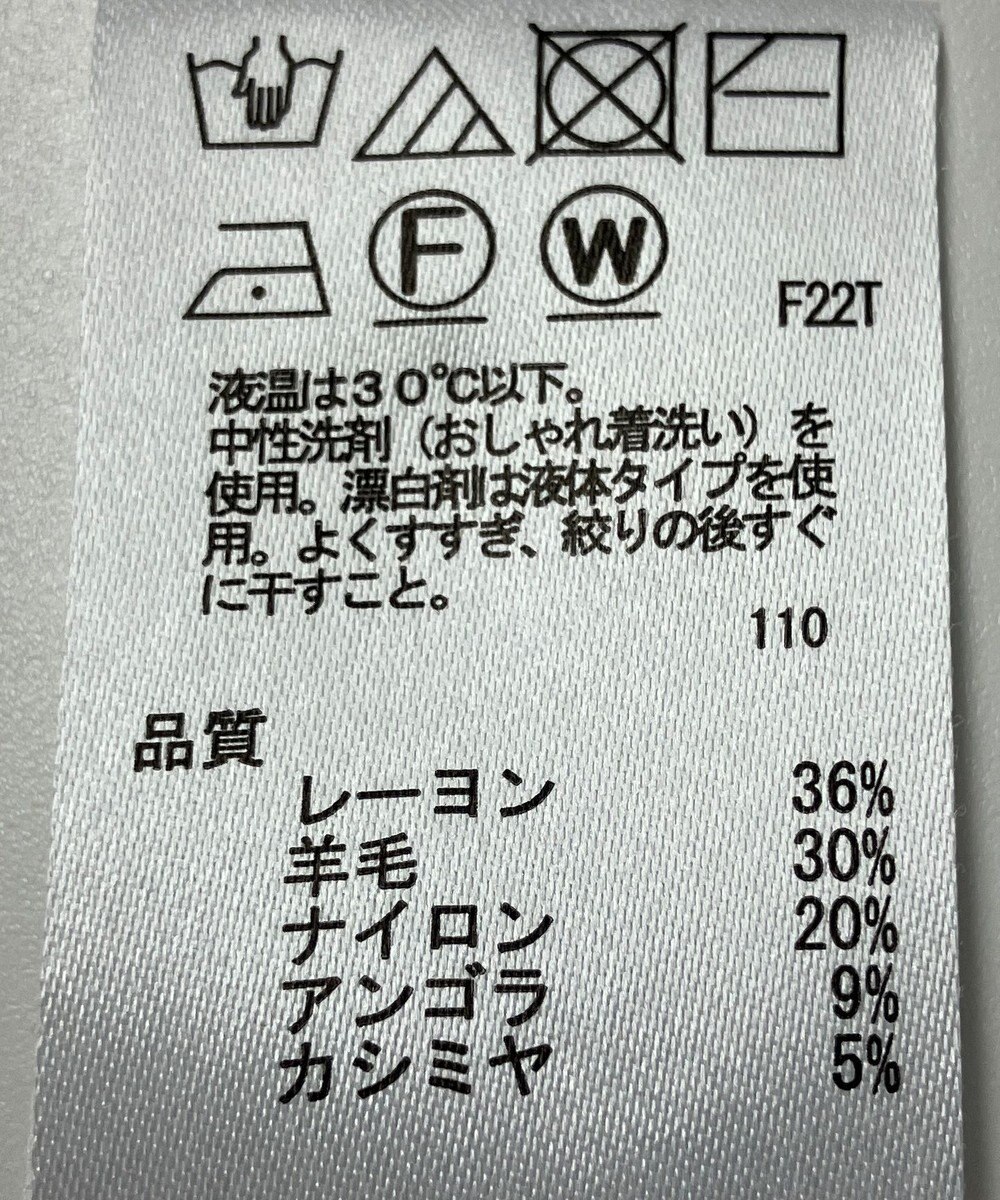 F W
F22T
液温は30℃以下。
中性洗剤（おしゃれ着洗い）を
使用。漂白剤は液体タイプを使
用。よくすすぎ、絞りの後すぐ
に干すこと。
110
品質
レーヨン 36%
羊毛 30%
ナイロン 20%
アンゴラ 9%
カシミヤ 5%